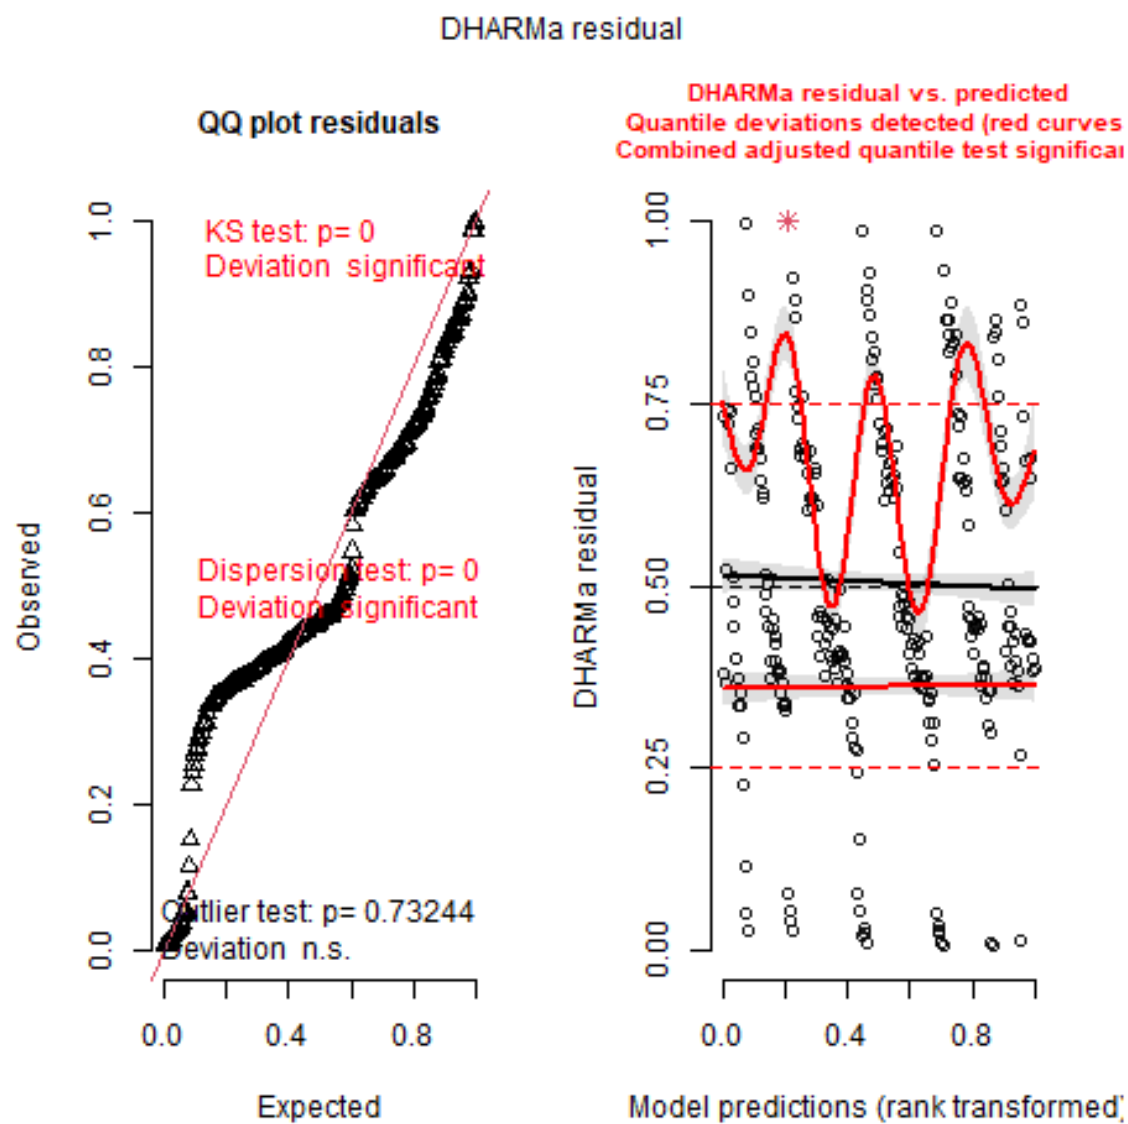 DHARMa residual
QQ plot residuals
KS test: p= 0
Deviation  significant
Dispersion test: p= 0
Deviation  significant
Outlier test: p= 0.73244
Deviation  n.s.
Observed
0.0
0.2
0.4
0.6
0.8
1.0
0.0
0.4
0.8
Expected
DHARMa residual vs. predicted
Quantile deviations detected (red curves
Combined adjusted quantile test significan
DHARMa residual
0.00
0.25
0.50
0.75
1.00
0.0
0.4
0.8
Model predictions (rank transformed)